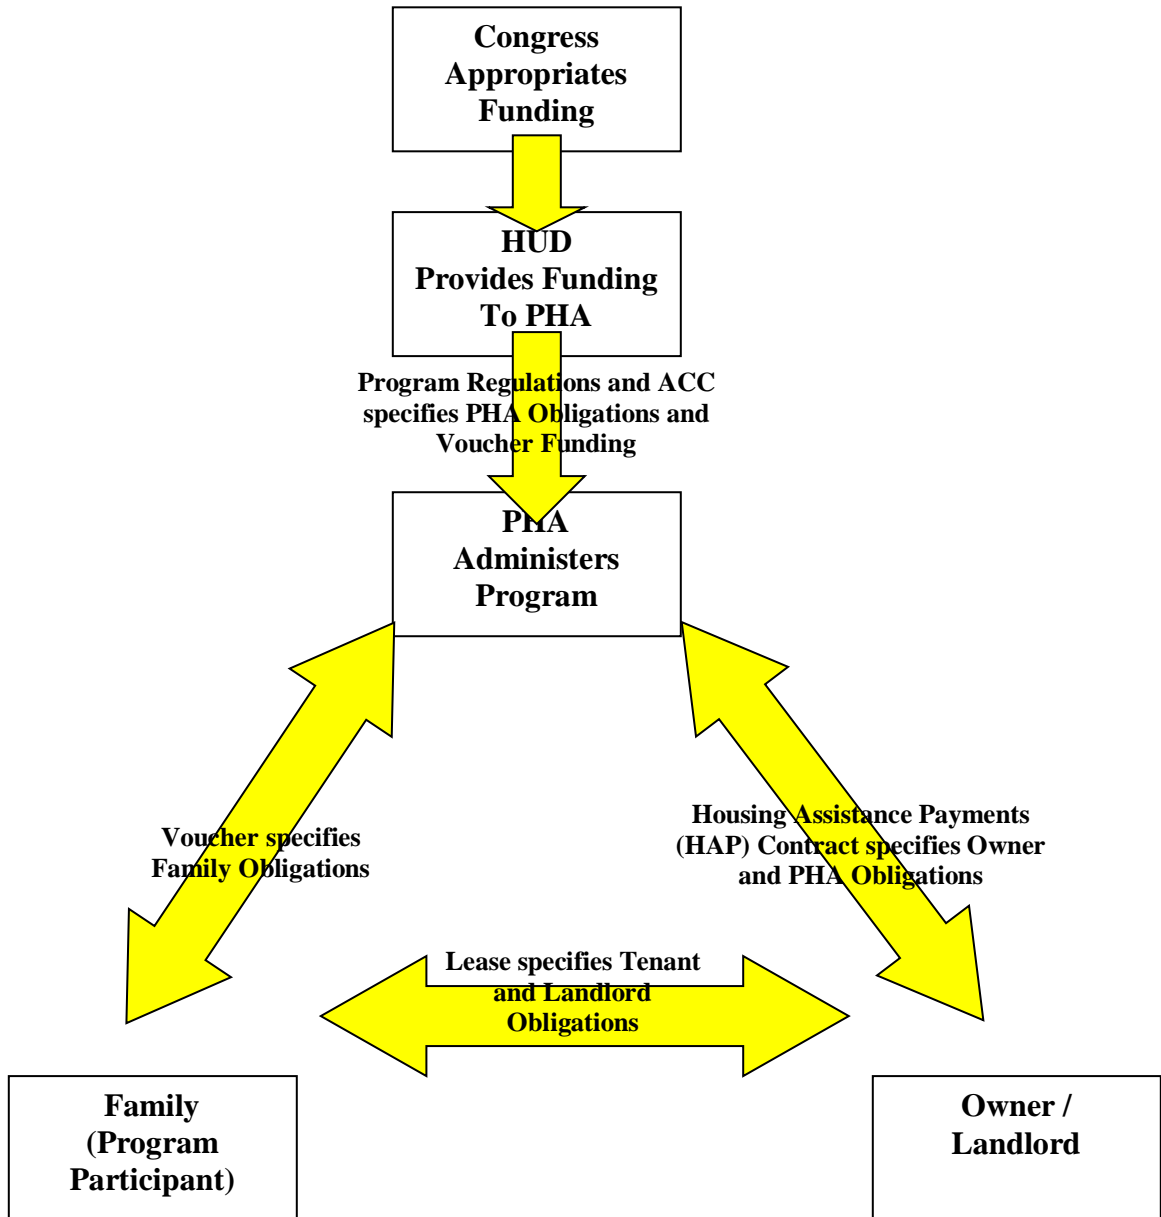 Congress
Appropriates
Funding
HUD
Provides Funding
To PHA
Program Regulations and ACC
specifies PHA Obligations and
Voucher Funding
PHA
Administers
Program
Voucher specifies
Family Obligations
Housing Assistance Payments
(HAP) Contract specifies Owner
and PHA Obligations
Lease specifies Tenant
and Landlord
Obligations
Family
(Program
Participant)
Owner /
Landlord